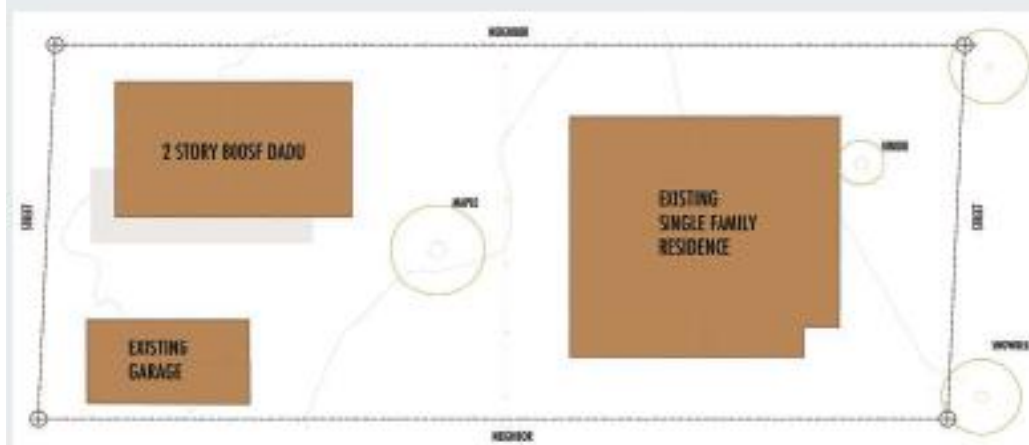 NEIGHBOR
2 STORY 800SF DADU
MAPLE
EXISTING
SINGLE FAMILY
RESIDENCE
STREET
STREET
EXISTING
GARAGE
NEIGHBOR